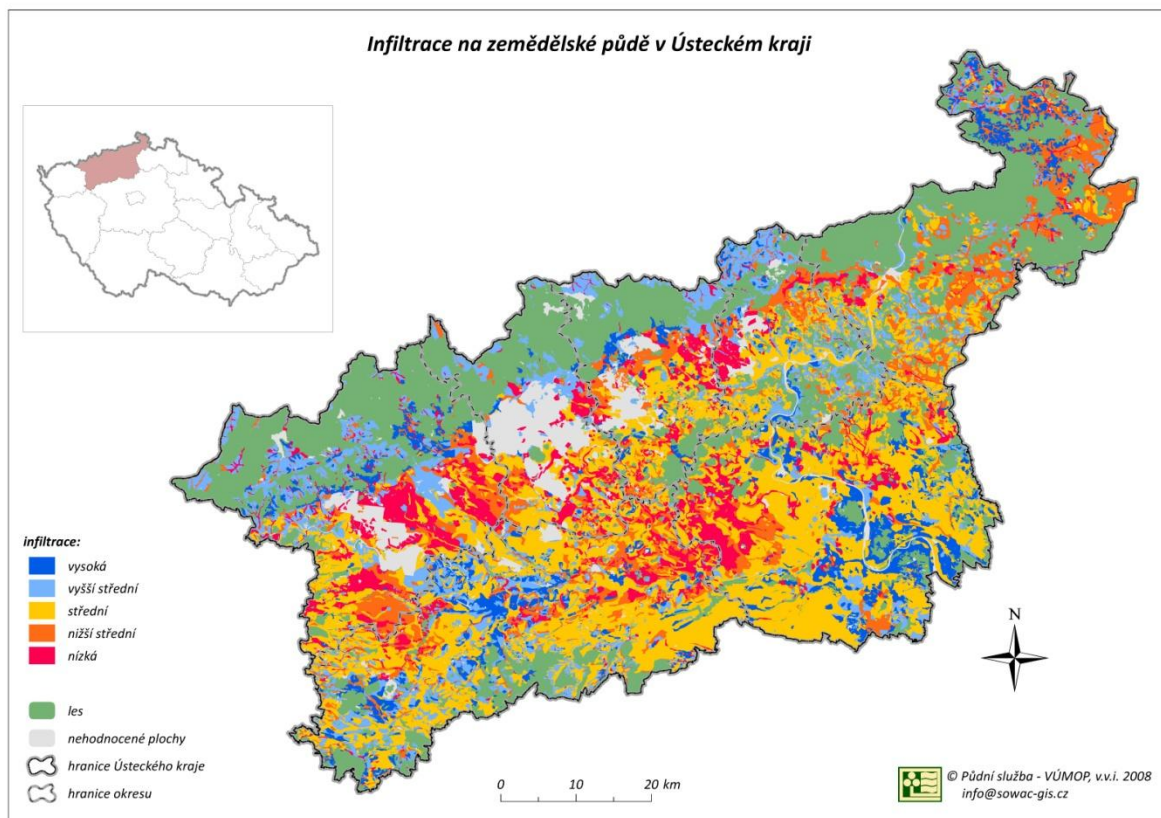 Infiltrace na zemědělské půdě v Ústeckém kraji
infiltrace:
vysoká
vyšší střední
střední
nižší střední
nízká
les
nehodnocené plochy
hranice Ústeckého kraje
hranice okresu
0 10 20 km
N
© Půdní služba - VÚMOP, v.v.i. 2008
info@sowac-gis.cz